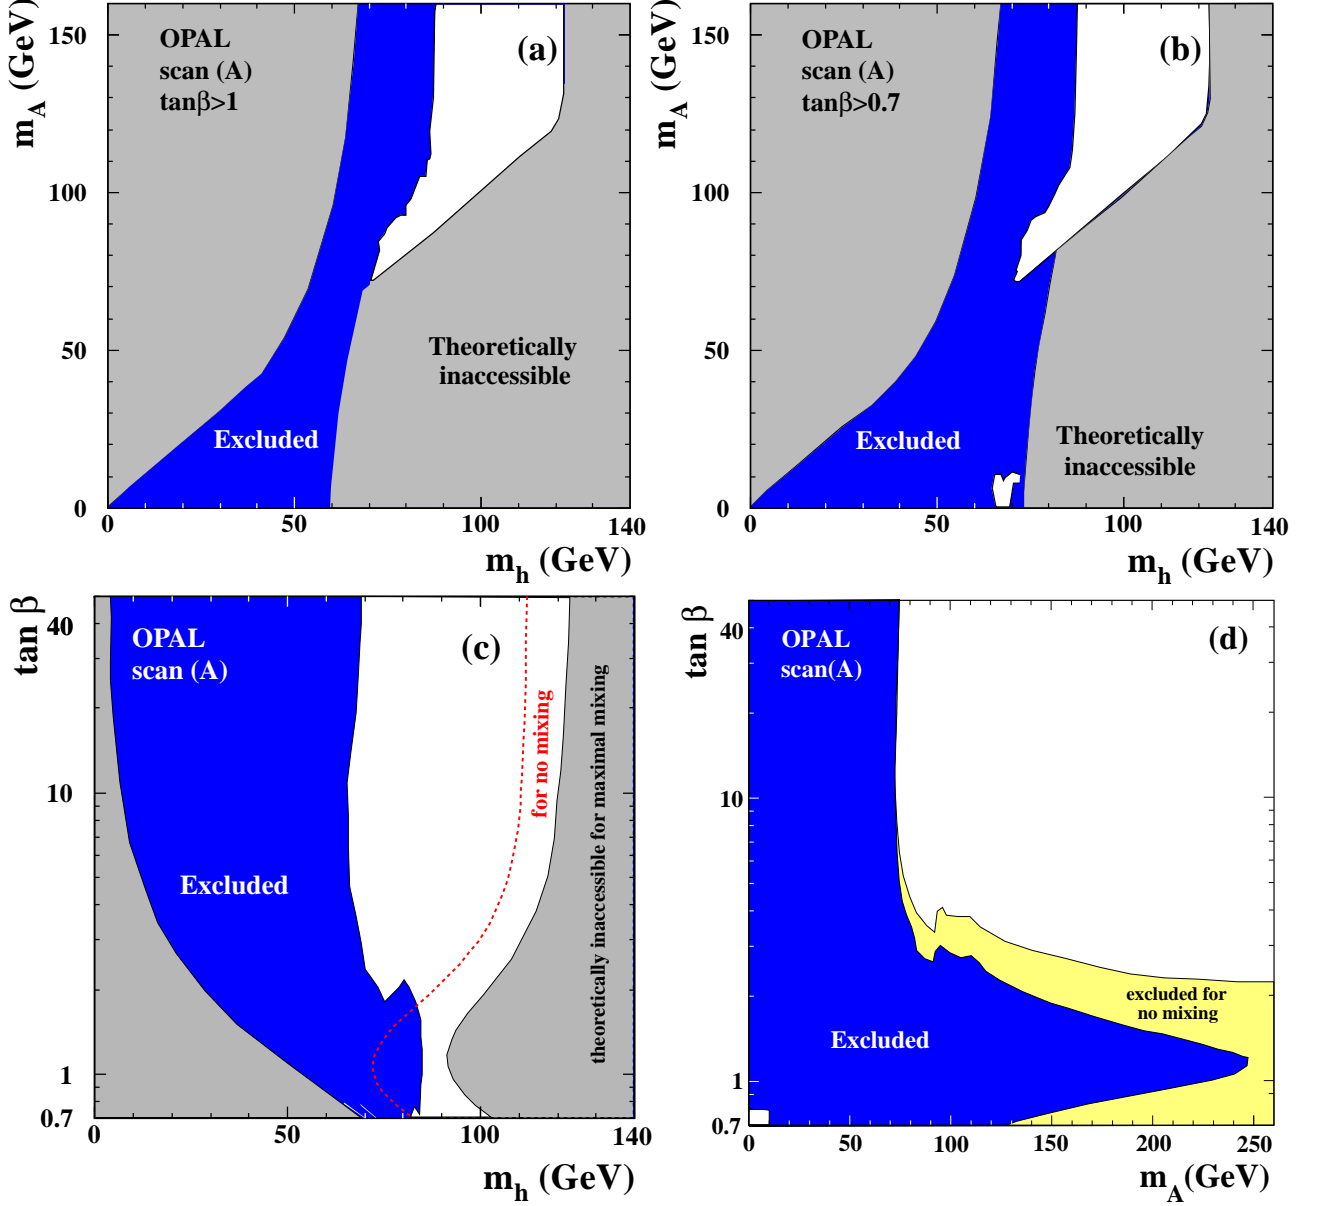 m_A (GeV)
150
100
50
0
OPAL
scan (A)
tanβ>1
(a)
Theoretically
inaccessible
Excluded
0 50 100 140
m_h (GeV)
m_A (GeV)
150
100
50
0
OPAL
scan (A)
tanβ>0.7
(b)
Excluded
Theoretically
inaccessible
0 50 100 140
m_h (GeV)
tan β
40
10
1
0.7
OPAL
scan (A)
(c)
for no mixing
theoretically inaccessible for maximal mixing
Excluded
0 50 100 140
m_h (GeV)
tan β
40
10
1
0.7
OPAL
scan(A)
(d)
excluded for
no mixing
Excluded
0 50 100 150 200 250
m_A(GeV)